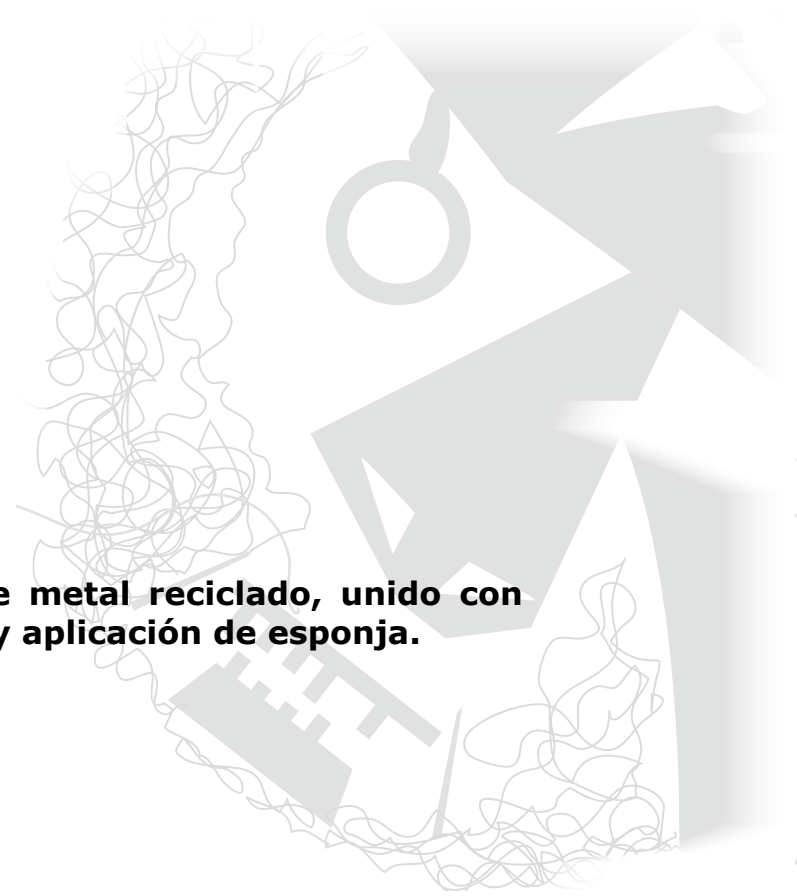 e metal reciclado, unido con
y aplicación de esponja.